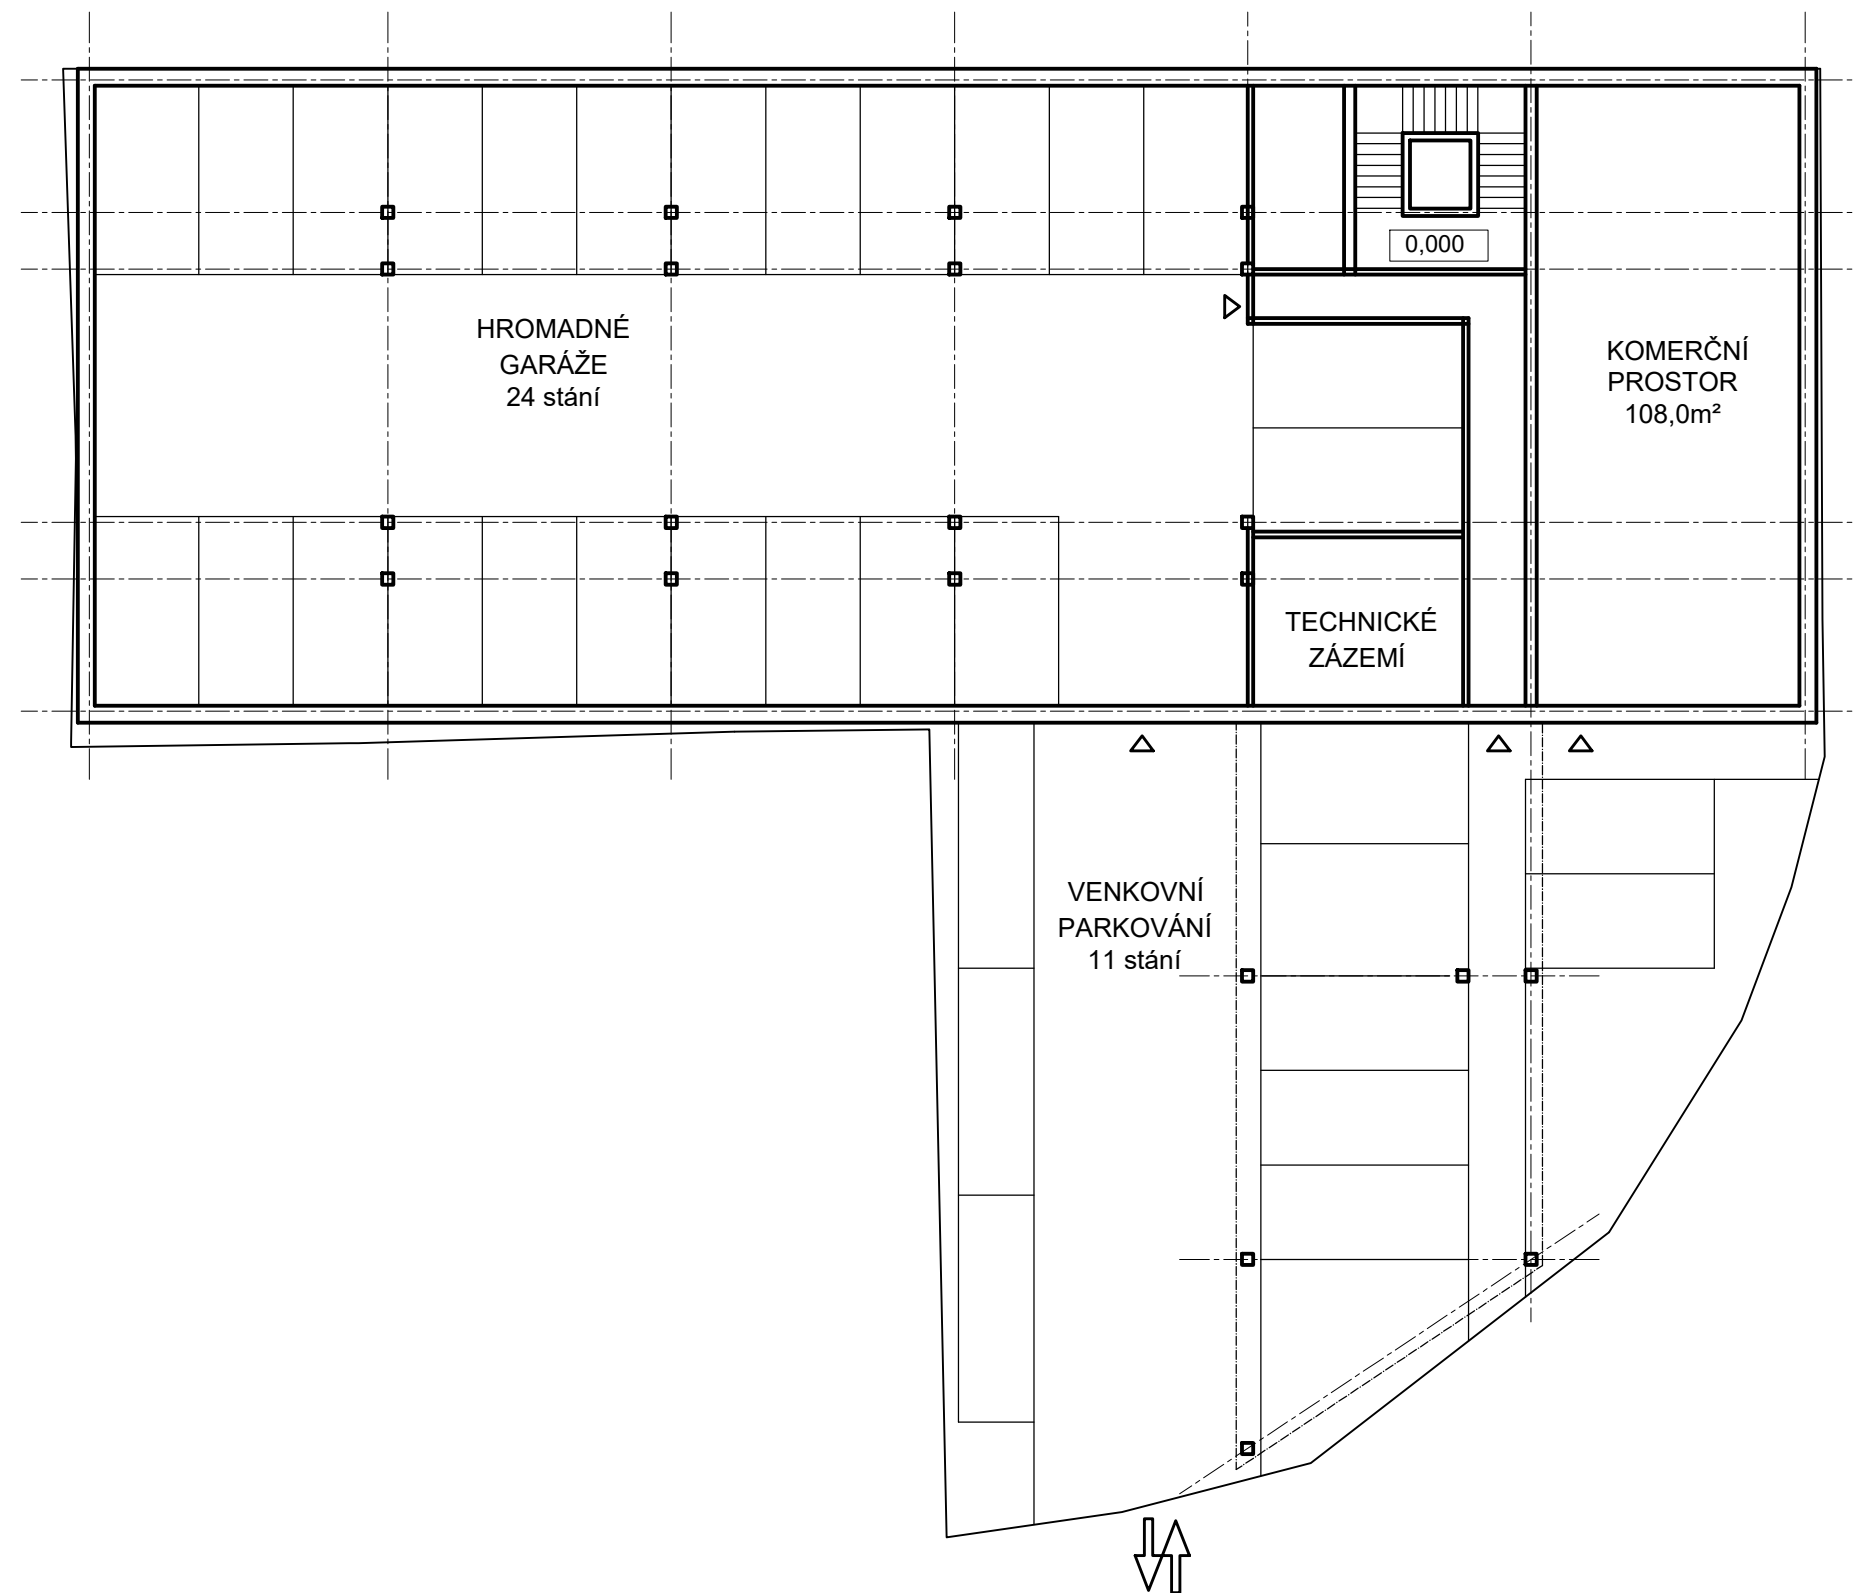 0,000
HROMADNÉ
GARÁŽE
24 stání
KOMERČNÍ
PROSTOR
108,0m²
TECHNICKÉ
ZÁZEMÍ
VENKOVNÍ
PARKOVÁNÍ
11 stání